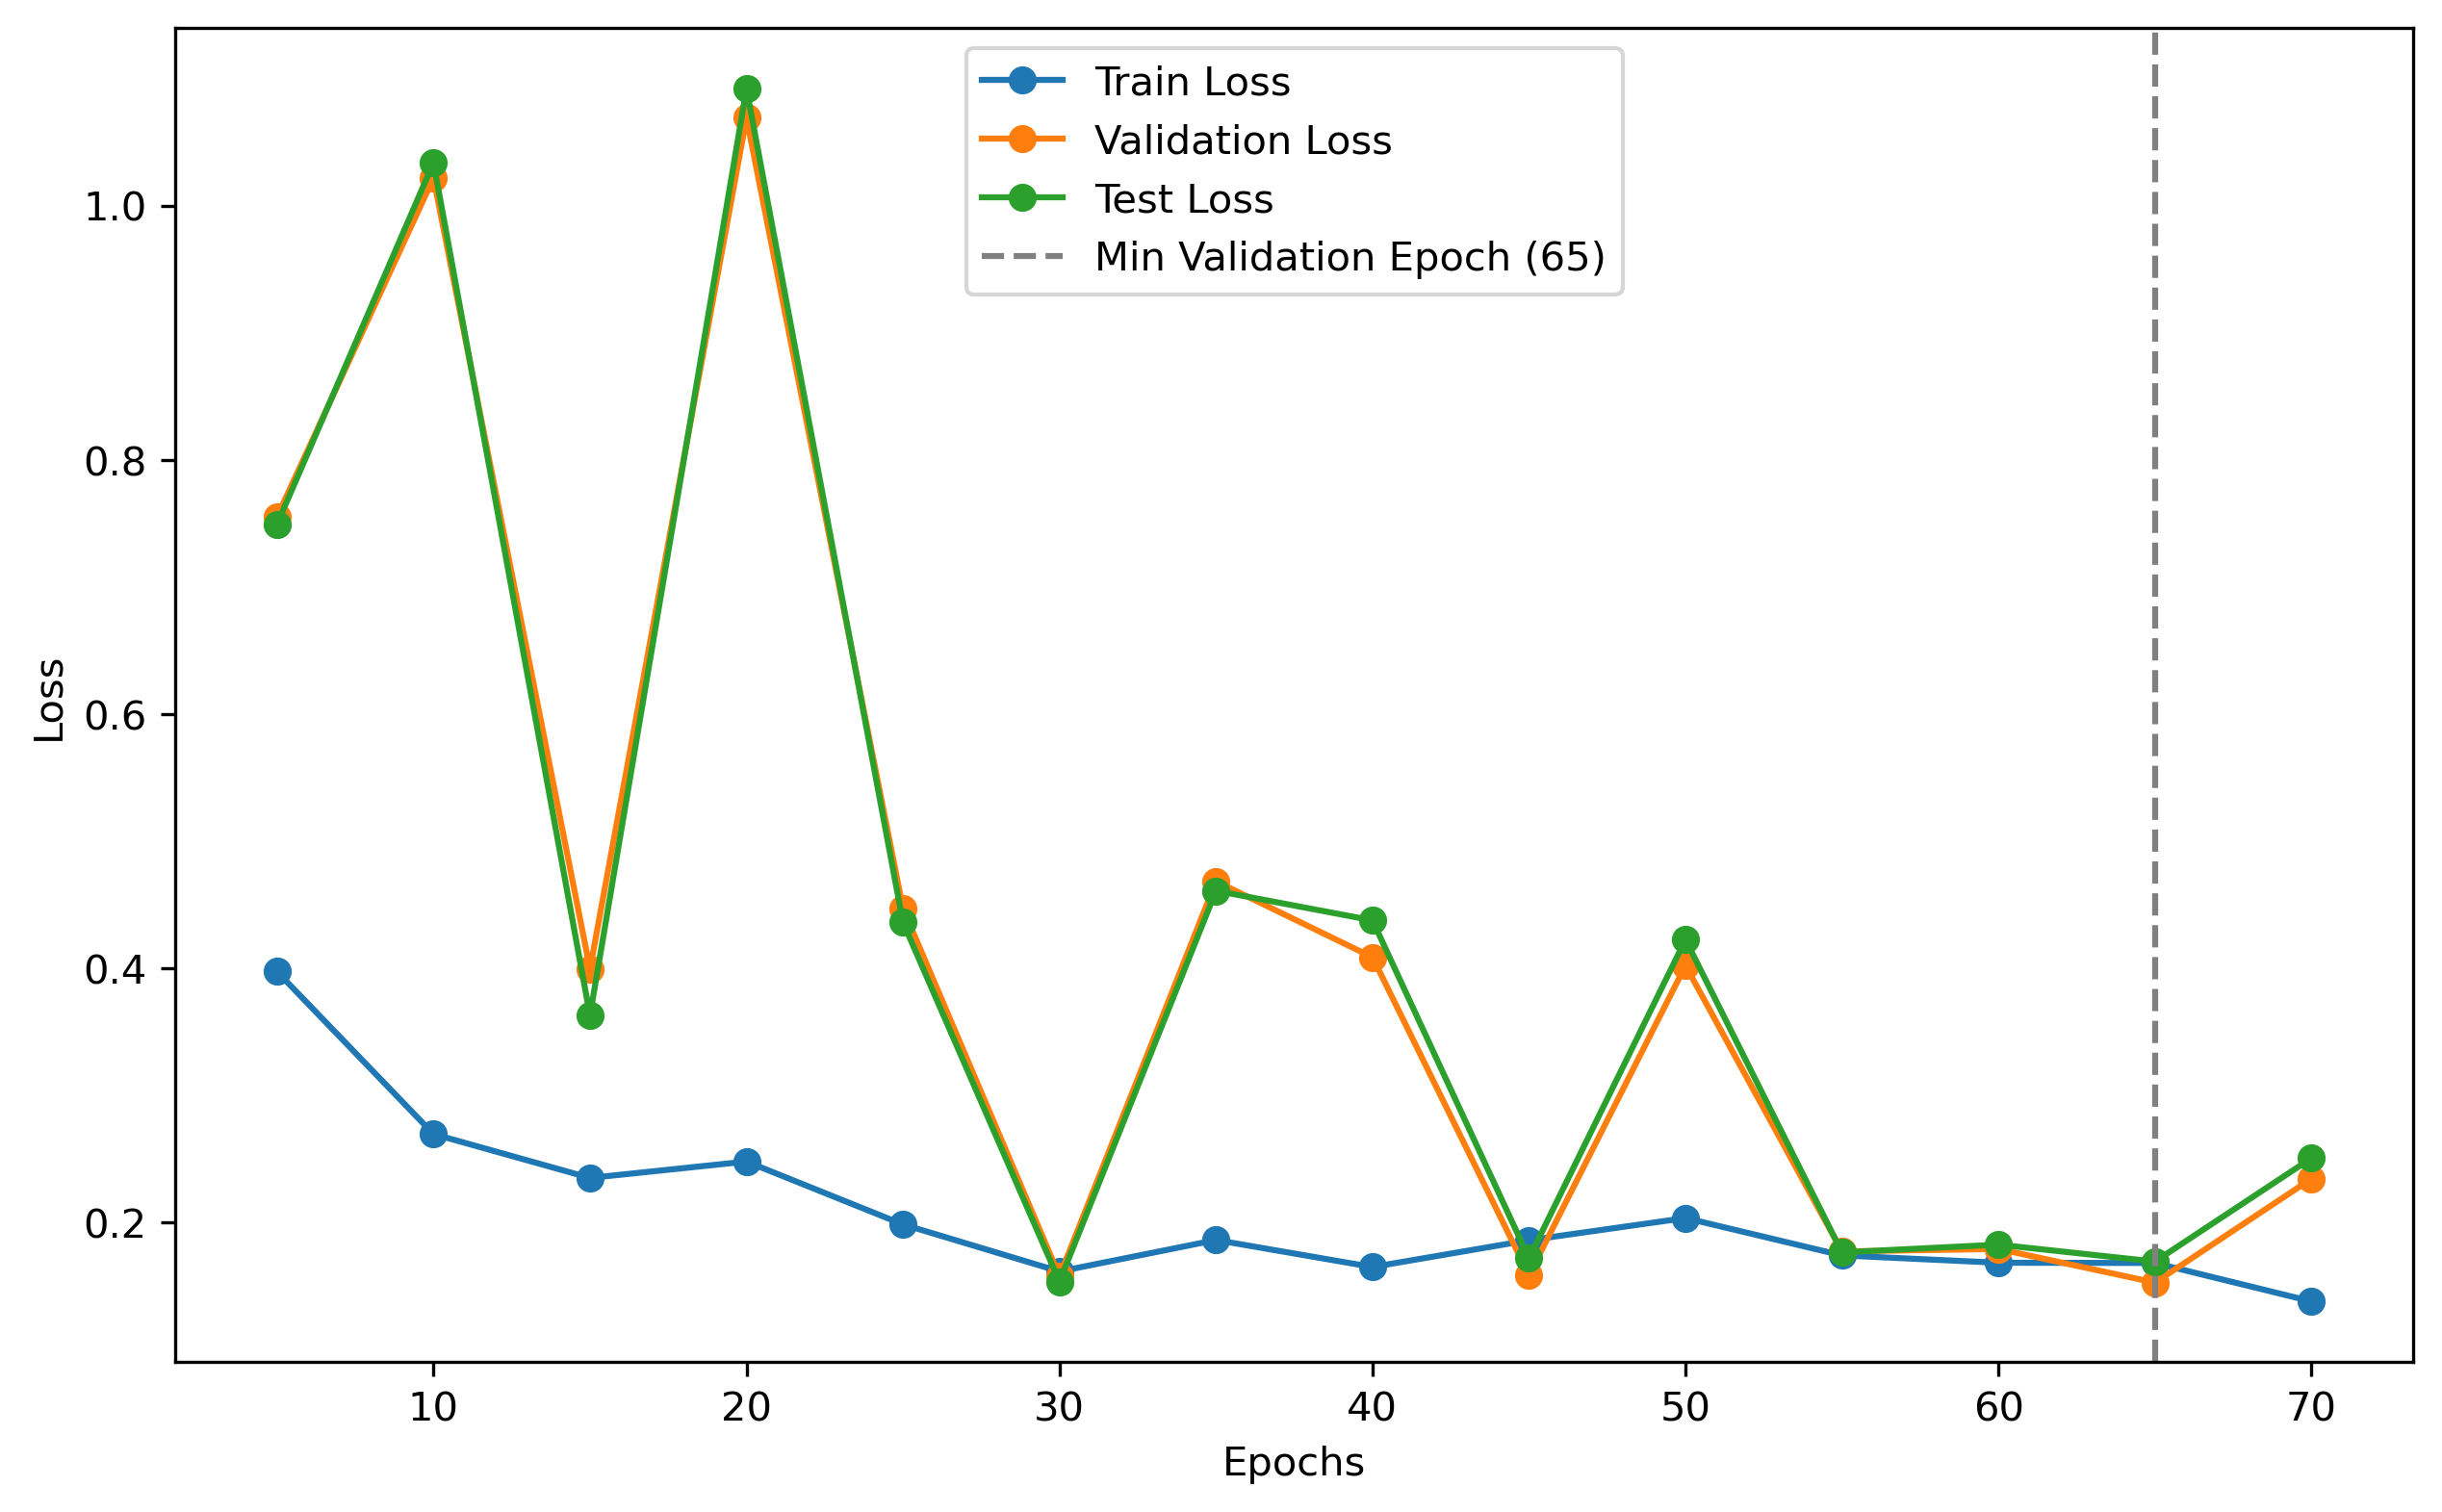 Train Loss
Validation Loss
Test Loss
Min Validation Epoch (65)
1.0
0.8
0.6
0.4
0.2
Loss
10 20 30 40 50 60 70
Epochs